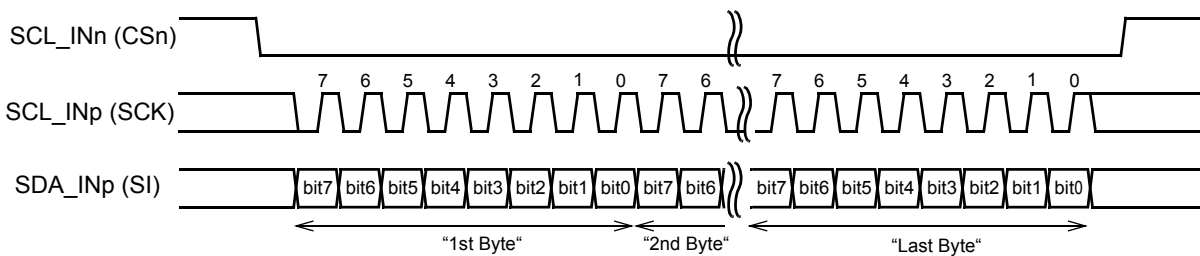 SCL_INn (CSn)
7 6 5 4 3 2 1 0 7 6 7 6 5 4 3 2 1 0
SCL_INp (SCK)
SDA_INp (SI) bit7 bit6 bit5 bit4 bit3 bit2 bit1 bit0 bit7 bit6 bit7 bit6 bit5 bit4 bit3 bit2 bit1 bit0
“1st Byte“ “2nd Byte“ “Last Byte“